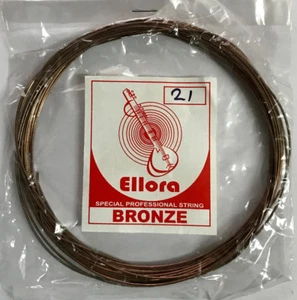 21
Ellora
SPECIAL PROFESSIONAL STRING
BRONZE